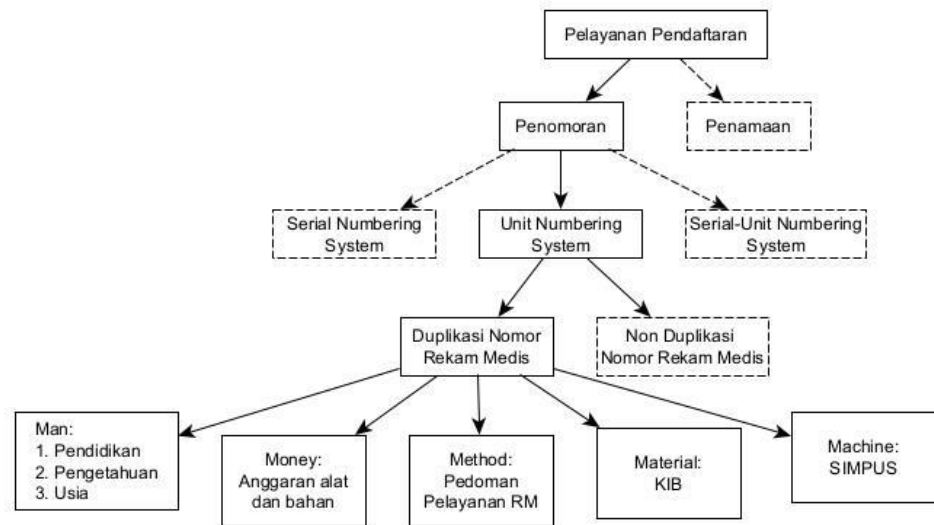 Pelayanan Pendaftaran
Penomoran
Penamaan
Serial Numbering
System
Unit Numbering
System
Serial-Unit Numbering
System
Duplikasi Nomor
Rekam Medis
Non Duplikasi
Nomor Rekam Medis
Man:
1. Pendidikan
2. Pengetahuan
3. Usia
Money:
Anggaran alat
dan bahan
Method:
Pedoman
Pelayanan RM
Material:
KIB
Machine:
SIMPUS